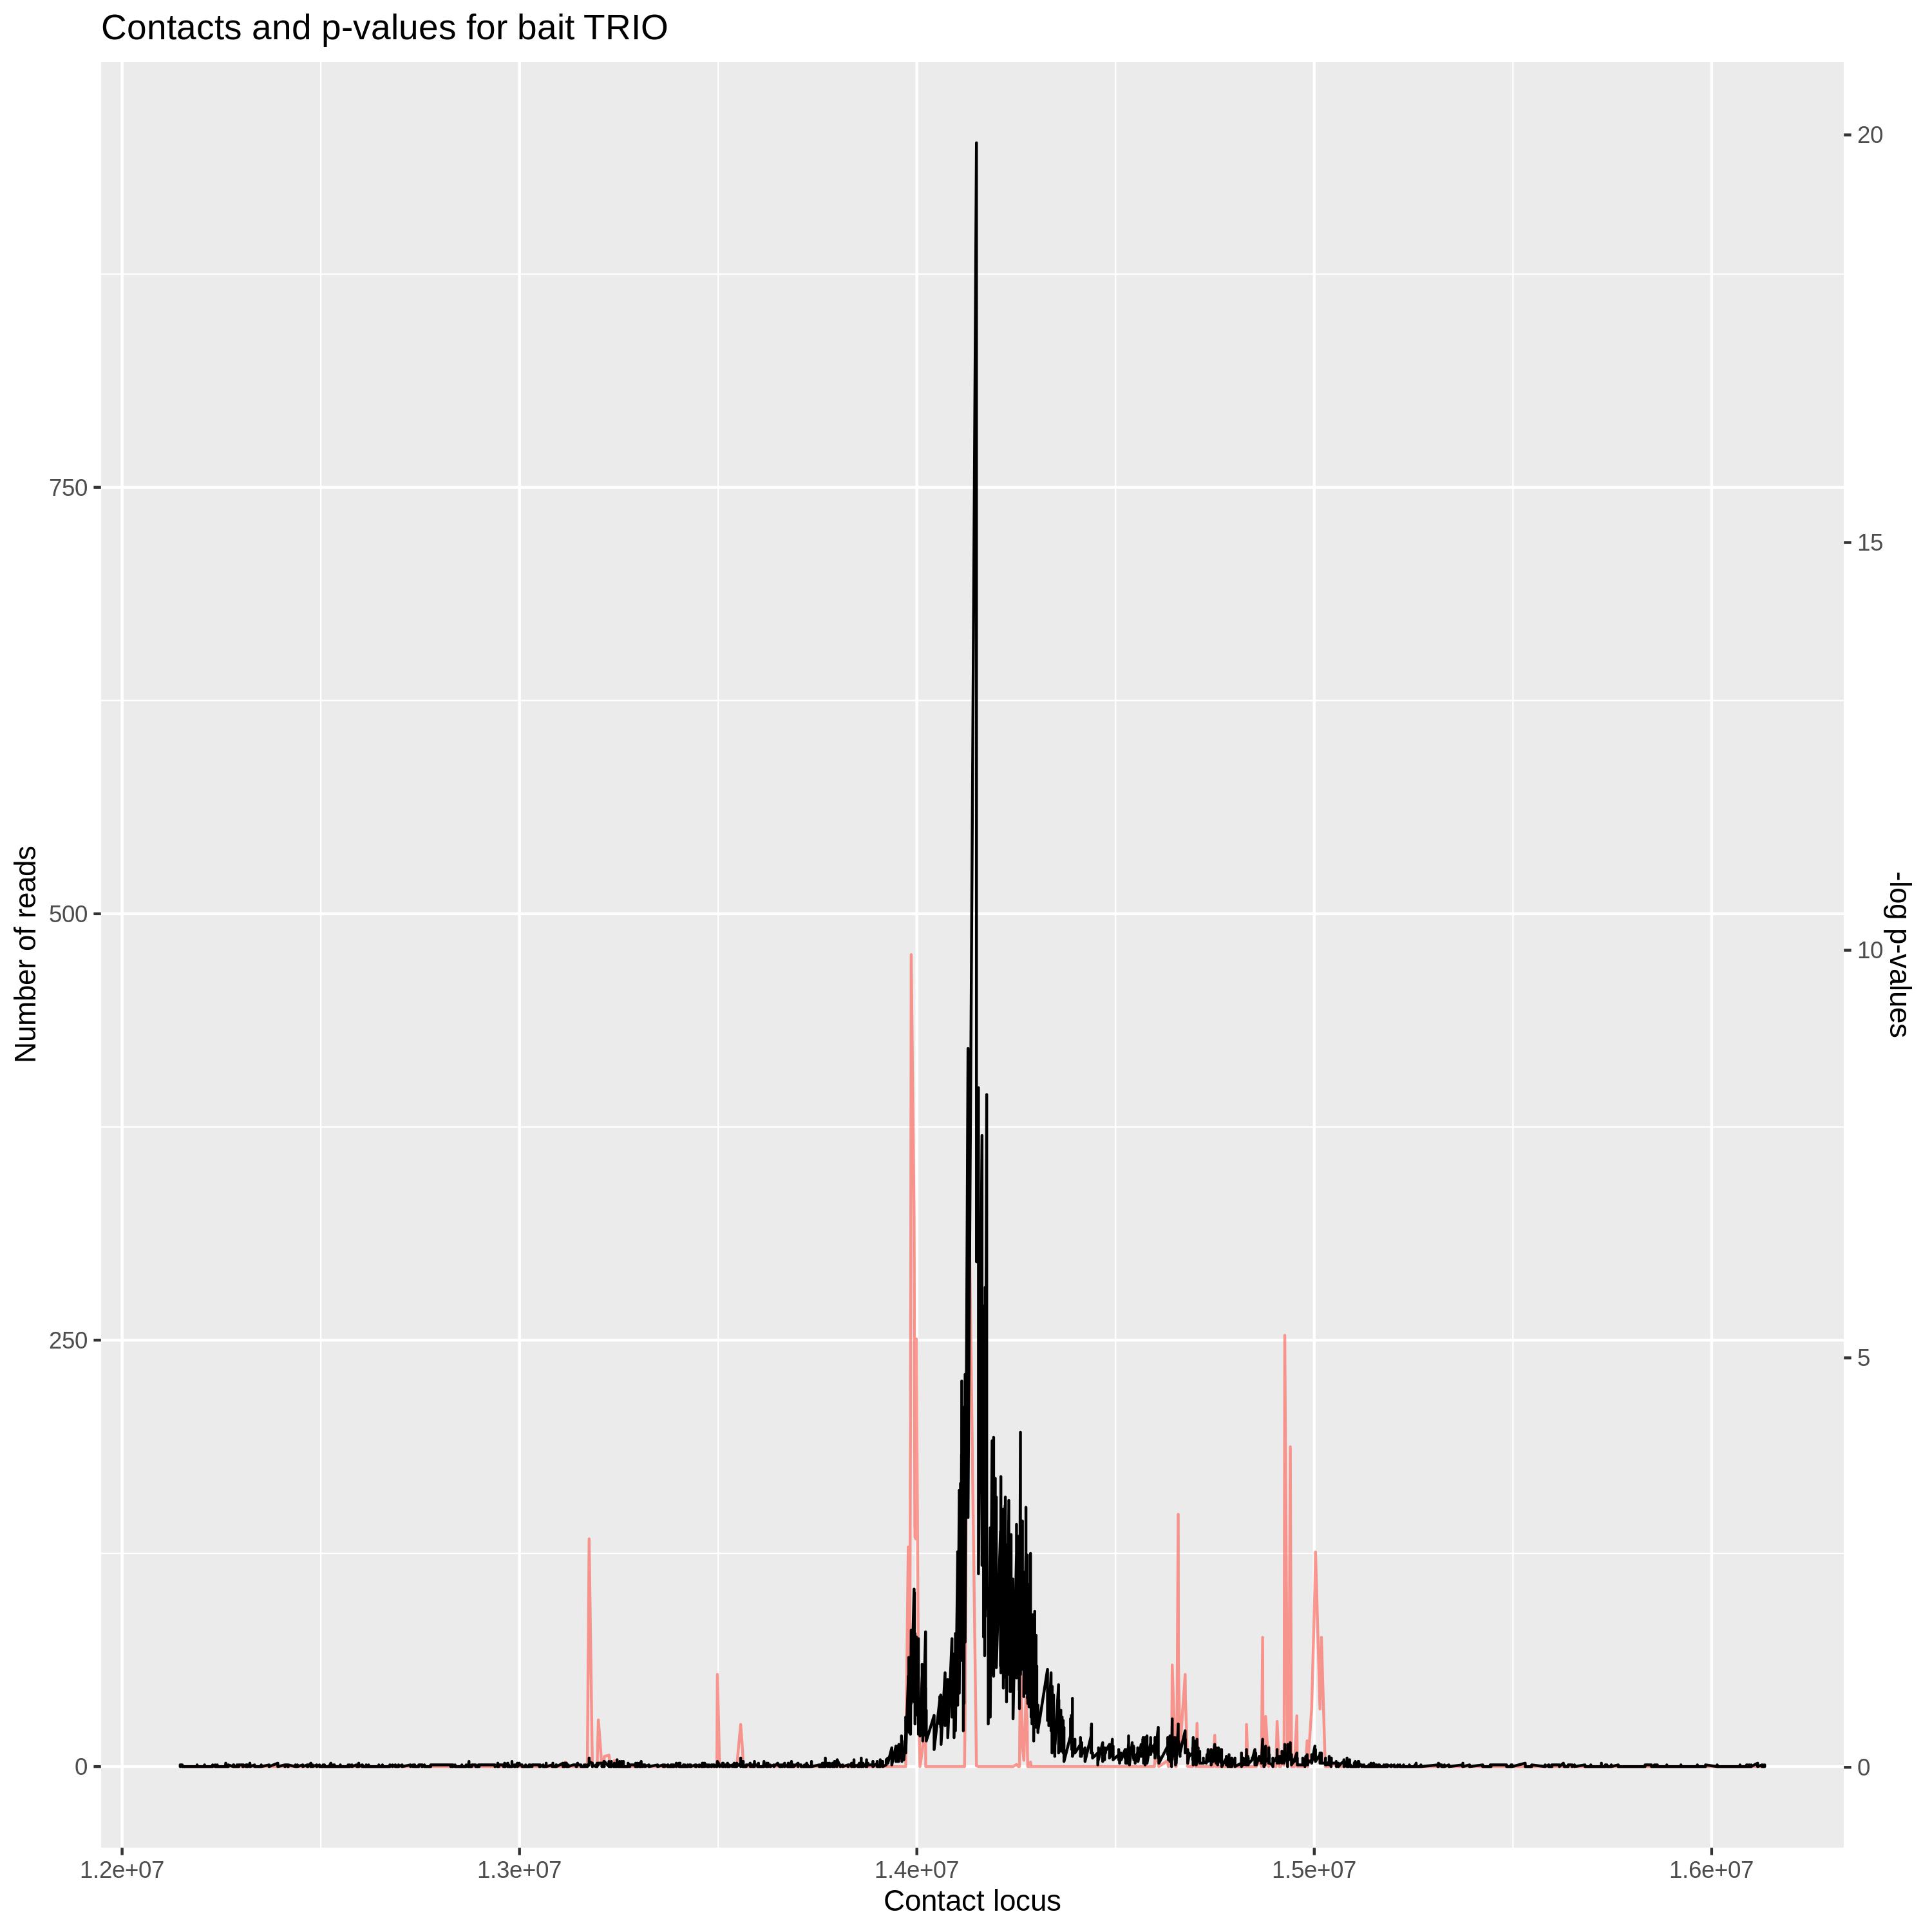 Contacts and p-values for bait TRIO
Number of reads
750
500
250
0
20
15
10
5
0
-log p-values
1.2e+07
1.3e+07
1.4e+07
1.5e+07
1.6e+07
Contact locus